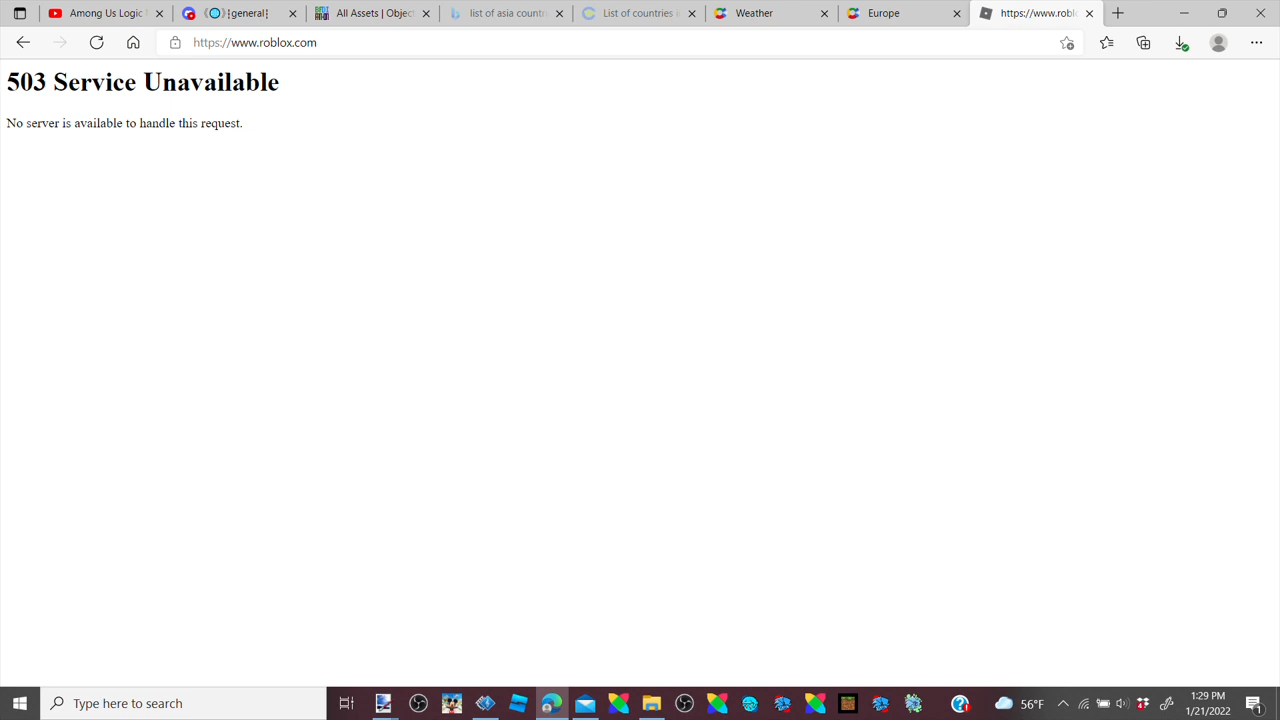 Among Us Logic
《O》┆general┆
All Assets | Object
list of asia countr
List of countries i
Weather
Europe
https://www.roblo
https://www.roblox.com
503 Service Unavailable
No server is available to handle this request.
Type here to search
56°F
1:29 PM
1/21/2022
1